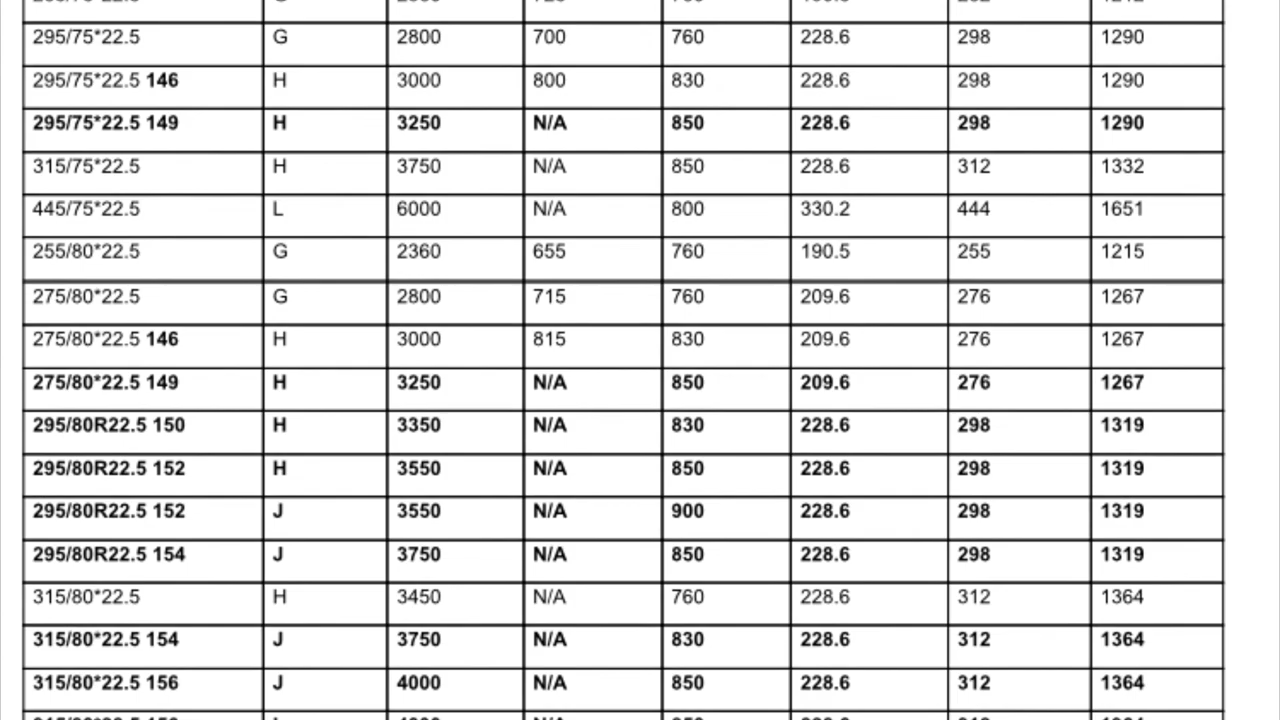 295/75*22.5 G 2800 700 760 228.6 298 1290
295/75*22.5 146 H 3000 800 830 228.6 298 1290
295/75*22.5 149 H 3250 N/A 850 228.6 298 1290
315/75*22.5 H 3750 N/A 850 228.6 312 1332
445/75*22.5 L 6000 N/A 800 330.2 444 1651
255/80*22.5 G 2360 655 760 190.5 255 1215
275/80*22.5 G 2800 715 760 209.6 276 1267
275/80*22.5 146 H 3000 815 830 209.6 276 1267
275/80*22.5 149 H 3250 N/A 850 209.6 276 1267
295/80R22.5 150 H 3350 N/A 830 228.6 298 1319
295/80R22.5 152 H 3550 N/A 850 228.6 298 1319
295/80R22.5 152 J 3550 N/A 900 228.6 298 1319
295/80R22.5 154 J 3750 N/A 850 228.6 298 1319
315/80*22.5 H 3450 N/A 760 228.6 312 1364
315/80*22.5 154 J 3750 N/A 830 228.6 312 1364
315/80*22.5 156 J 4000 N/A 850 228.6 312 1364